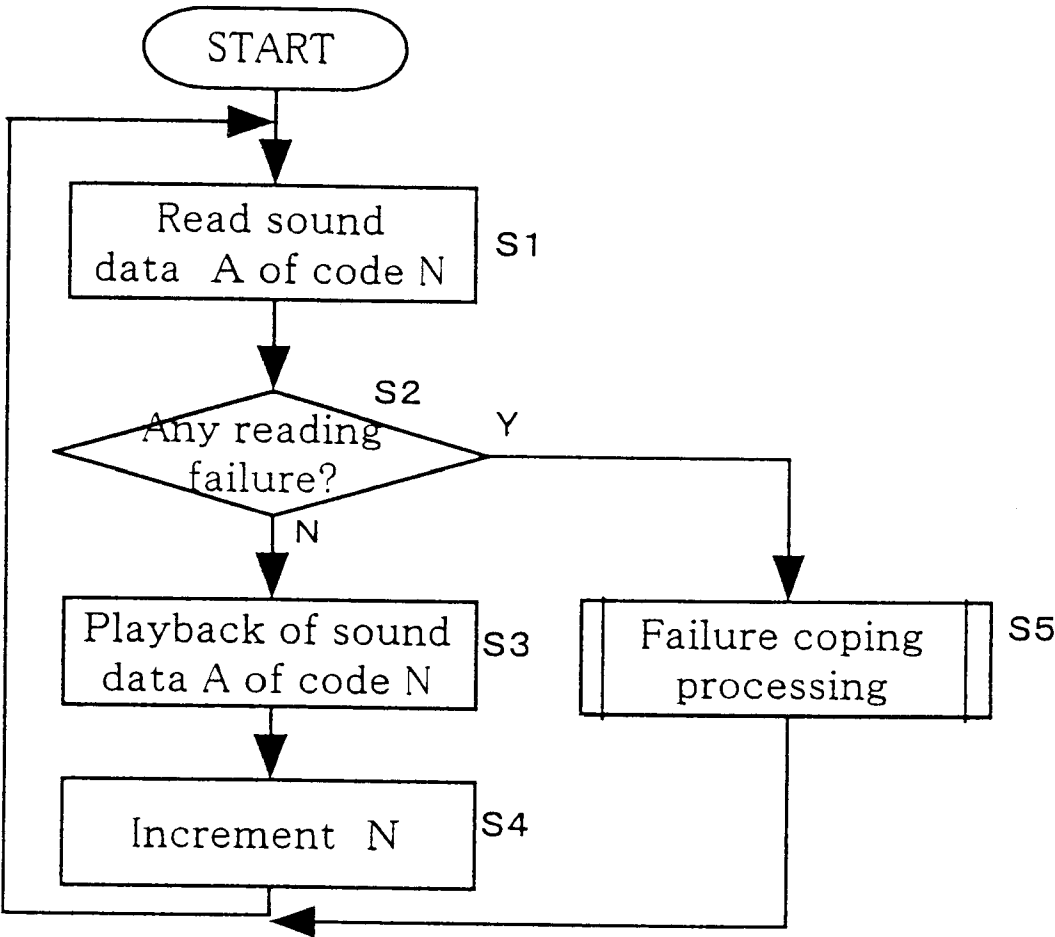 START
Read sound
data A of code N
S1
S2
Any reading
failure?
Y
N
Playback of sound
data A of code N
S3
Failure coping
processing
S5
Increment N
S4